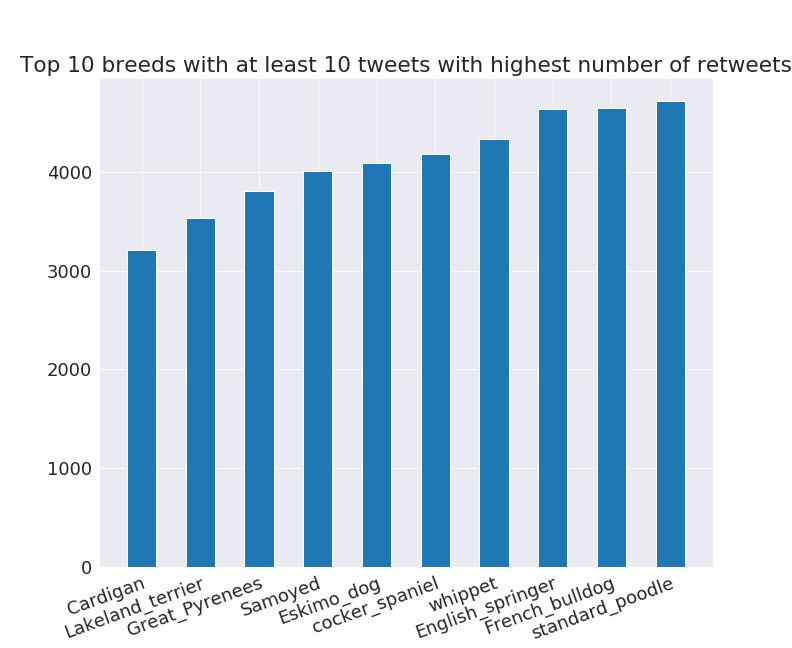 Top 10 breeds with at least 10 tweets with highest number of retweets
4000
3000
2000
1000
0
Cardigan
Lakeland_terrier
Great_Pyrenees
Samoyed
Eskimo_dog
cocker_spaniel
whippet
English_springer
French_bulldog
standard_poodle